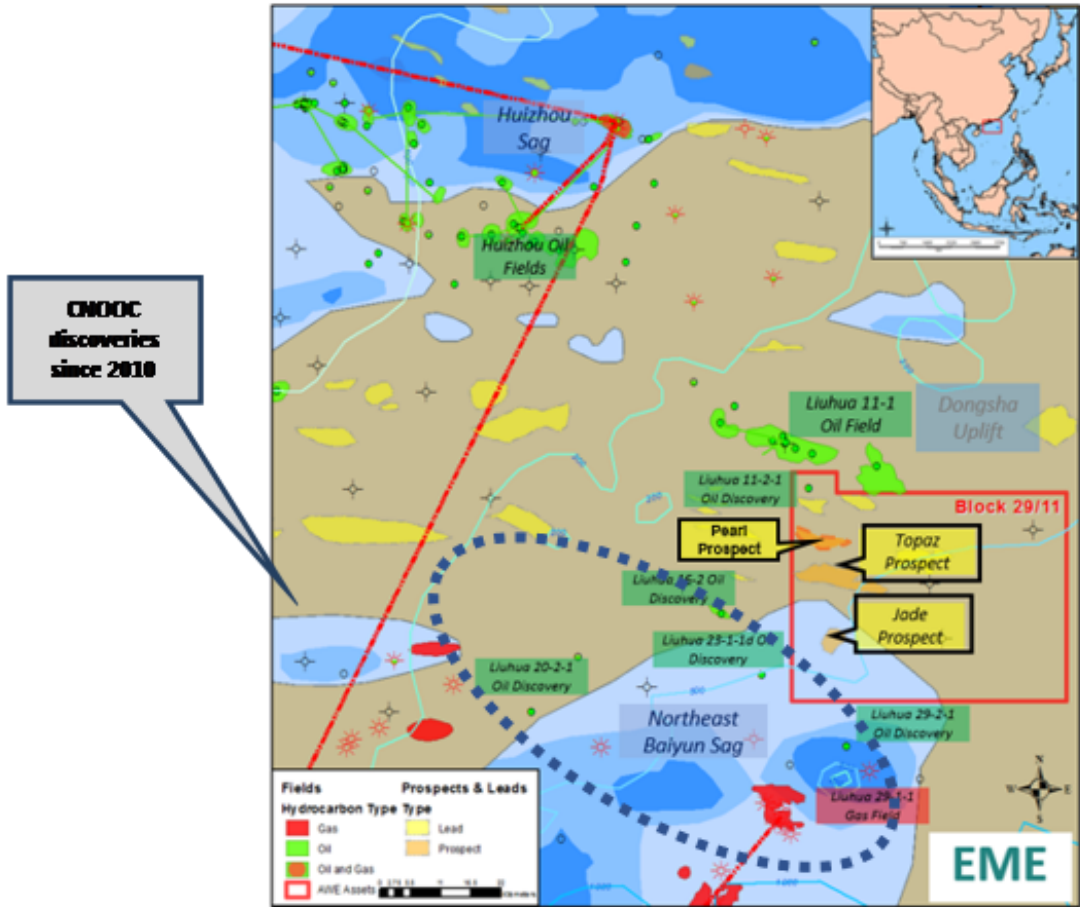 CNOOC
discoveries
since 2010
Huizhou
Sag
Huizhou Oil
Fields
Liuhua 11-1
Oil Field
Dongsha
Uplift
Liuhua 11-2-1
Oil Discovery
Block 29/11
Pearl
Prospect
Topaz
Prospect
Jade
Prospect
Liuhua 16-2 Oil
Discovery
Liuhua 23-1-1d
Discovery
Liuhua 20-2-1
Oil Discovery
Northeast
Baiyun Sag
Liuhua 29-2-1
Oil Discovery
Liuhua 29-1-1
Gas Field
200
200
500
N
W E
S
Fields
Hydrocarbon Type
Gas
Oil
Oil and Gas
AWE Assets
Prospects & Leads
Type
Lead
Prospect
EME